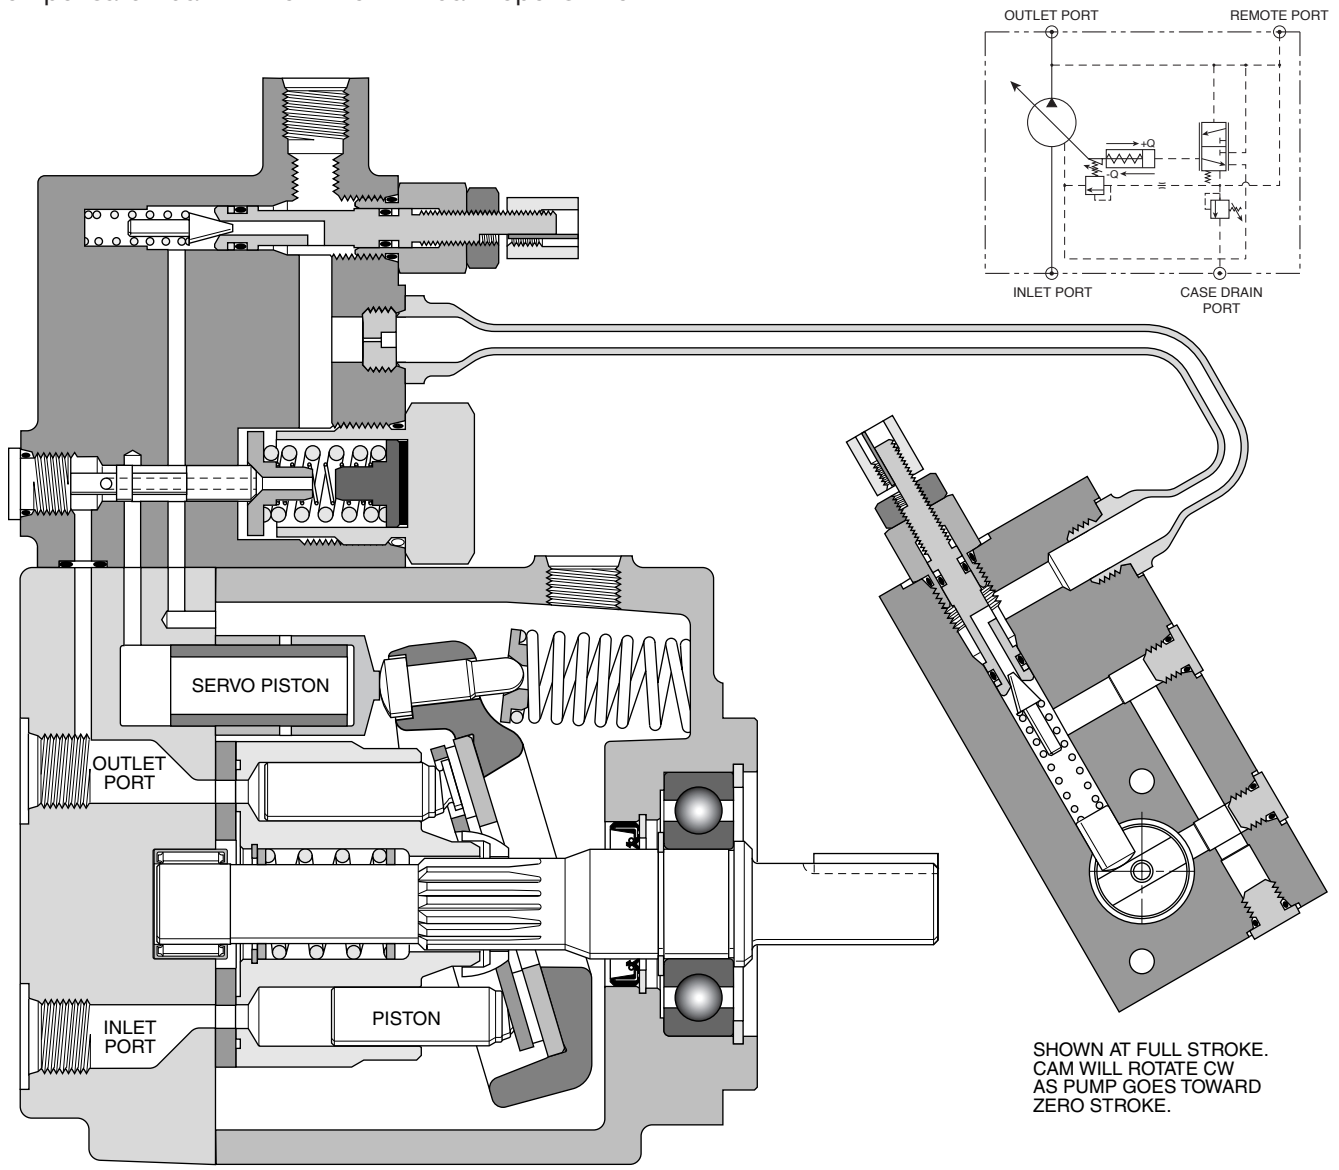 OUTLET PORT
REMOTE PORT
+Q
-Q
INLET PORT
CASE DRAIN
PORT
SERVO PISTON
OUTLET
PORT
INLET
PORT
PISTON
SHOWN AT FULL STROKE.
CAM WILL ROTATE CW
AS PUMP GOES TOWARD
ZERO STROKE.